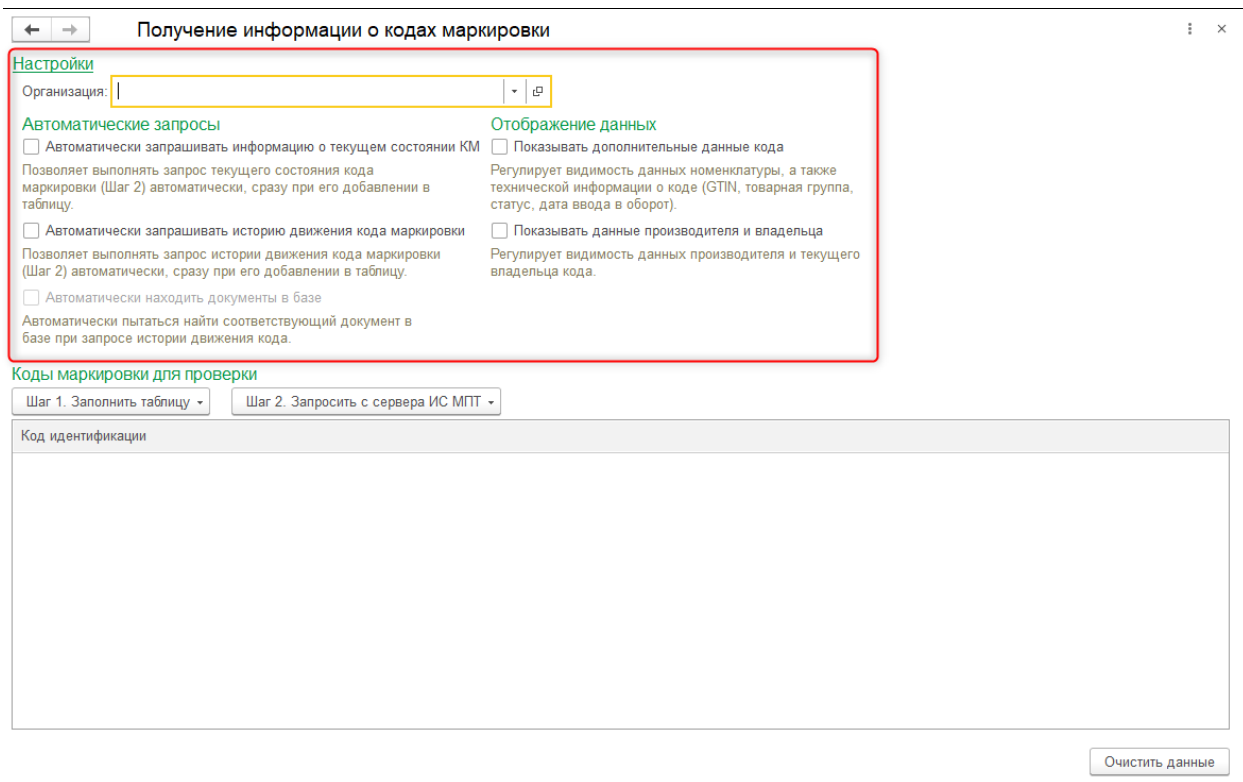 Получение информации о кодах маркировки
Настройки
Организация:
Автоматические запросы
Автоматически запрашивать информацию о текущем состоянии КМ
Позволяет выполнять запрос текущего состояния кода
маркировки (Шаг 2) автоматически, сразу при его добавлении в
таблицу.
Автоматически запрашивать историю движения кода маркировки
Позволяет выполнять запрос истории движения кода маркировки
(Шаг 2) автоматически, сразу при его добавлении в таблицу.
Автоматически находить документы в базе
Автоматически пытаться найти соответствующий документ в
базе при запросе истории движения кода.
Отображение данных
Показывать дополнительные данные кода
Регулирует видимость данных номенклатуры, а также
технической информации о коде (GTIN, товарная группа,
статус, дата ввода в оборот).
Показывать данные производителя и владельца
Регулирует видимость данных производителя и текущего
владельца кода.
Коды маркировки для проверки
Шаг 1. Заполнить таблицу
Шаг 2. Запросить с сервера ИС МПТ
Код идентификации
Очистить данные